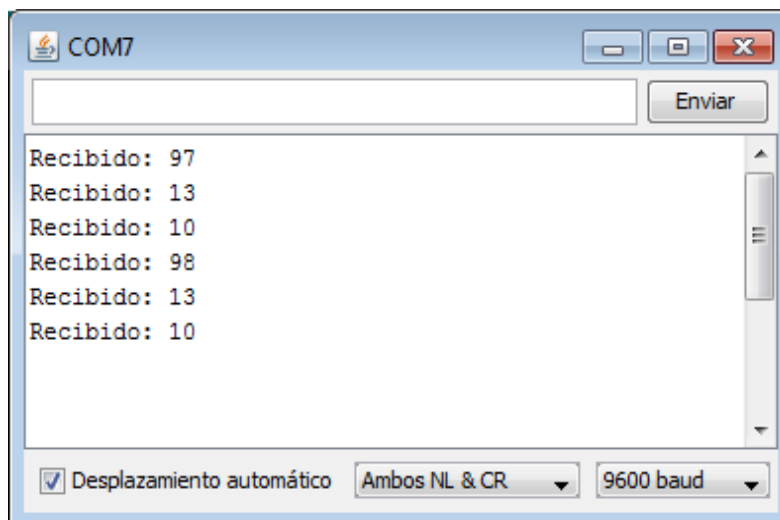 COM7
Enviar
Recibido: 97
Recibido: 13
Recibido: 10
Recibido: 98
Recibido: 13
Recibido: 10
Desplazamiento automático Ambos NL & CR 9600 baud